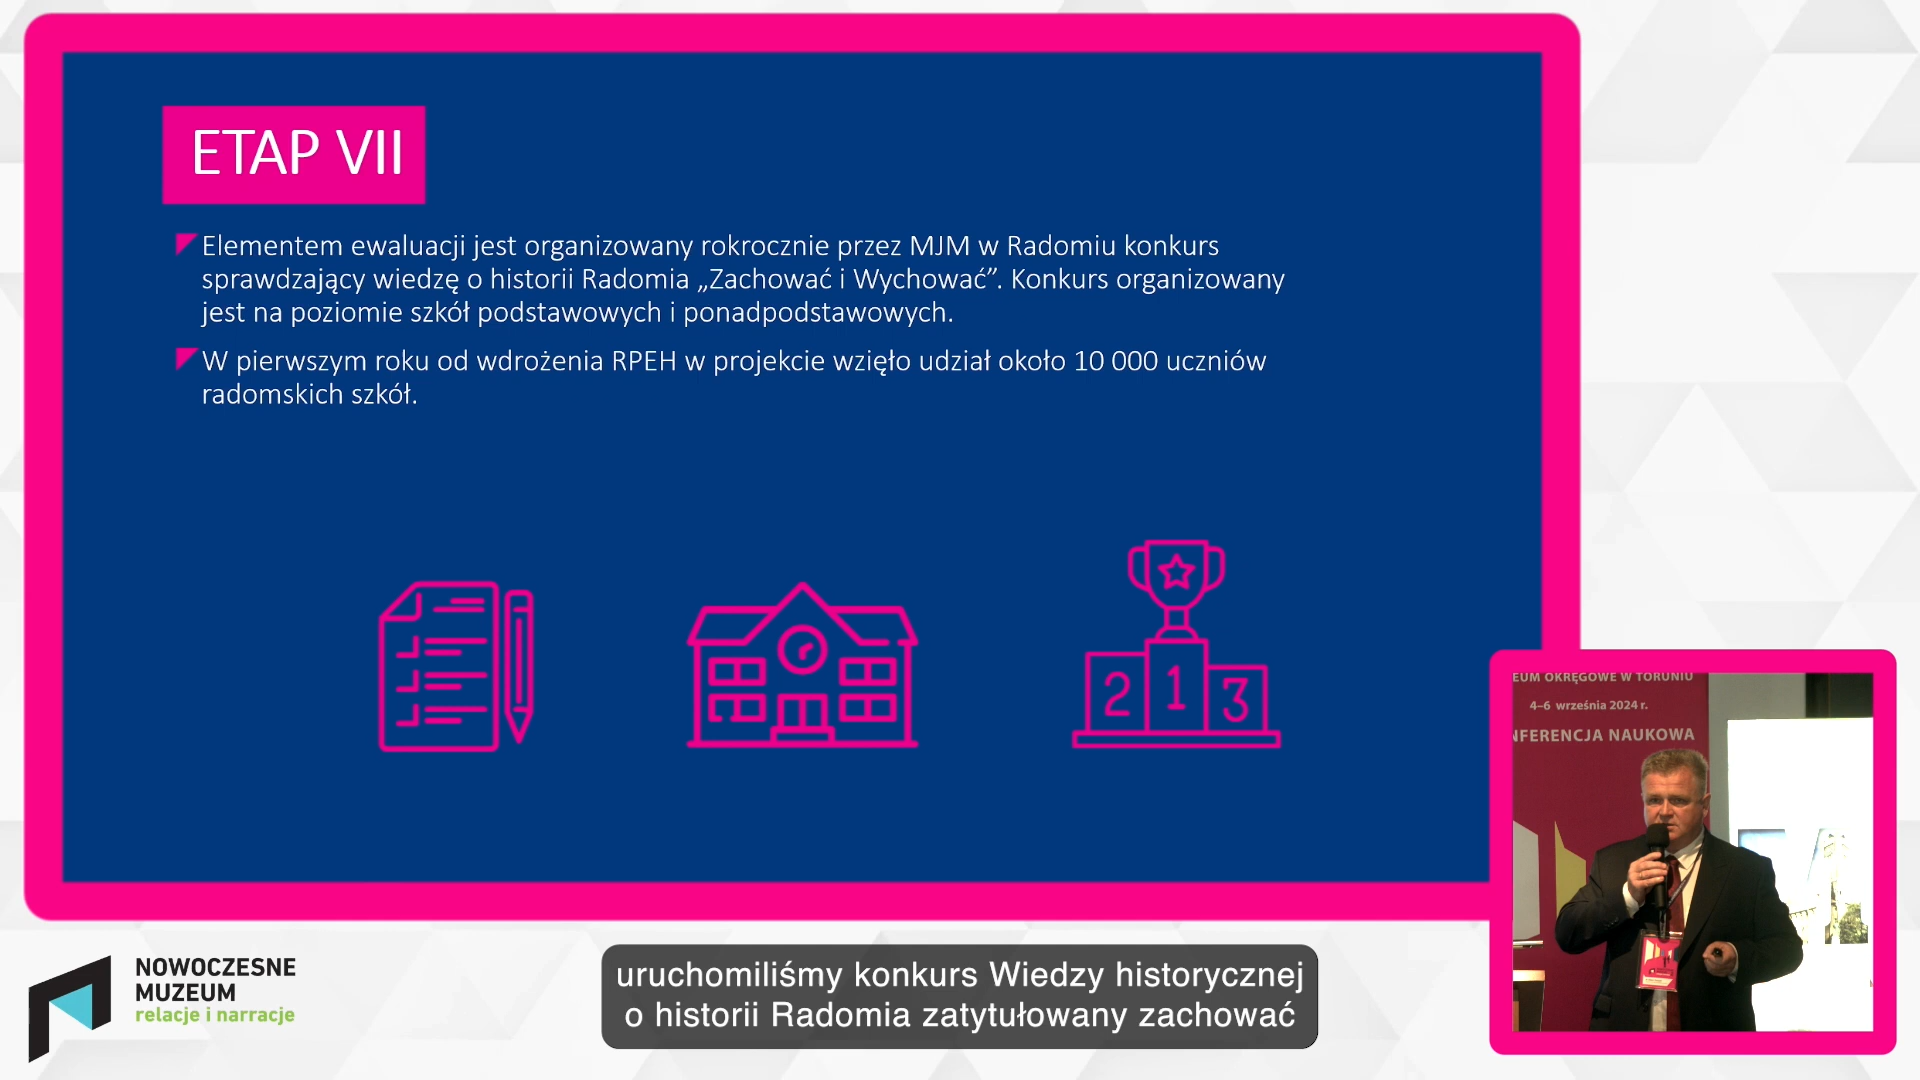 ETAP VII
Elementem ewaluacji jest organizowany rokrocznie przez MJM w Radomiu konkurs
sprawdzający wiedzę o historii Radomia „Zachować i Wychować”. Konkurs organizowany
jest na poziomie szkół podstawowych i ponadpodstawowych.
W pierwszym roku od wdrożenia RPEH w projekcie wzięło udział około 10 000 uczniów
radomskich szkół.
2 1 3
EUM OKRĘGOWE W TORUNIU
4–6 września 2024 r.
NFERENCJA NAUKOWA
NOWOCZESNE
MUZEUM
relacje i narracje
uruchomiliśmy konkurs Wiedzy historycznej
o historii Radomia zatytułowany zachować